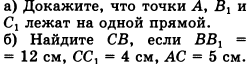 а) Докажите, что точки A, B₁ и
C₁ лежат на одной прямой.
б) Найдите CB, если BB₁ =
= 12 см, CC₁ = 4 см, AC = 5 см.